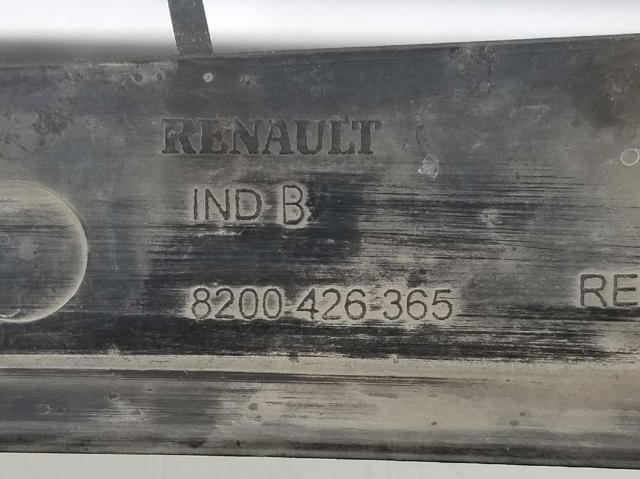 RENAULT
IND B
8200 426 365
RE